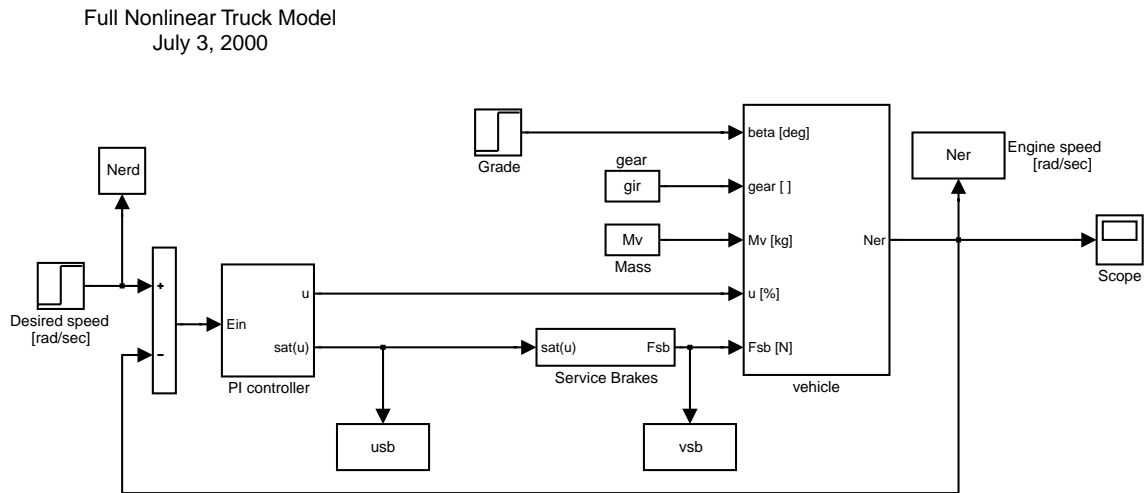 Full Nonlinear Truck Model
July 3, 2000
Nerd
Desired speed
[rad/sec]
+
−
Ein
u
sat(u)
PI controller
usb
Grade
gear
gir
Mv
Mass
sat(u)
Fsb
Service Brakes
vsb
beta [deg]
gear [ ]
Mv [kg]
u [%]
Fsb [N]
Ner
vehicle
Ner
Engine speed
[rad/sec]
Scope